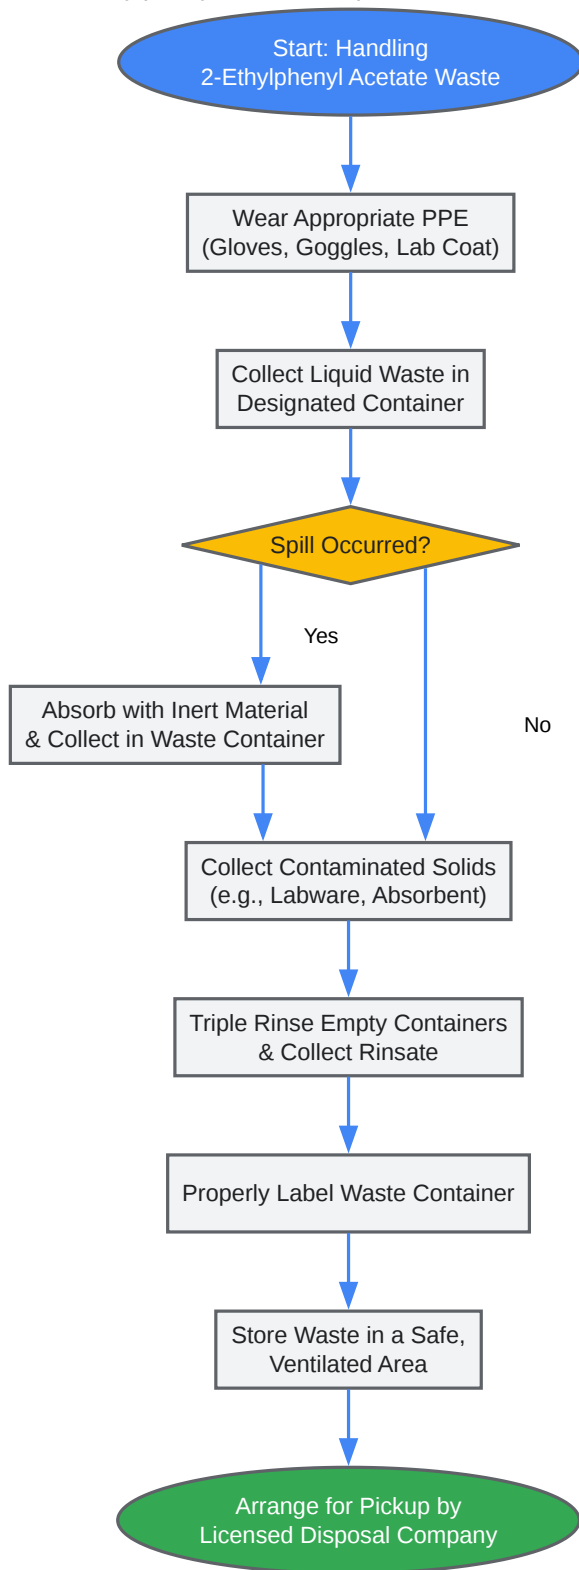 Start: Handling
2-Ethylphenyl Acetate Waste
Wear Appropriate PPE
(Gloves, Goggles, Lab Coat)
Collect Liquid Waste in
Designated Container
Spill Occurred?
Yes
Absorb with Inert Material
& Collect in Waste Container
No
Collect Contaminated Solids
(e.g., Labware, Absorbent)
Triple Rinse Empty Containers
& Collect Rinsate
Properly Label Waste Container
Store Waste in a Safe,
Ventilated Area
Arrange for Pickup by
Licensed Disposal Company